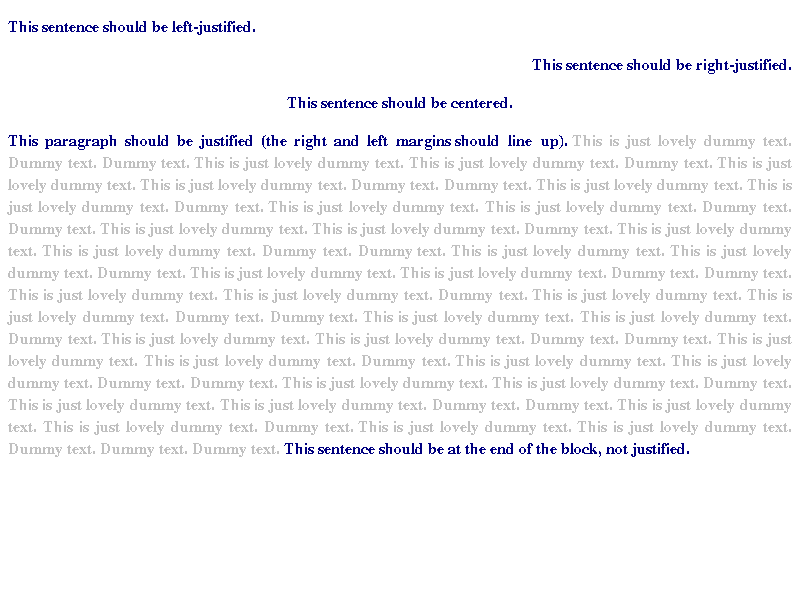 This sentence should be left-justified.
This sentence should be right-justified.
This sentence should be centered.
This paragraph should be justified (the right and left margins should line up). This is just lovely dummy text.
Dummy text. Dummy text. This is just lovely dummy text. This is just lovely dummy text. Dummy text. This is just
lovely dummy text. This is just lovely dummy text. Dummy text. Dummy text. This is just lovely dummy text. This is
just lovely dummy text. Dummy text. This is just lovely dummy text. This is just lovely dummy text. Dummy text.
Dummy text. This is just lovely dummy text. This is just lovely dummy text. Dummy text. This is just lovely dummy
text. This is just lovely dummy text. Dummy text. Dummy text. This is just lovely dummy text. This is just lovely
dummy text. Dummy text. This is just lovely dummy text. This is just lovely dummy text. Dummy text. Dummy text.
This is just lovely dummy text. This is just lovely dummy text. Dummy text. This is just lovely dummy text. This is
just lovely dummy text. Dummy text. Dummy text. This is just lovely dummy text. This is just lovely dummy text.
Dummy text. This is just lovely dummy text. This is just lovely dummy text. Dummy text. Dummy text. This is just
lovely dummy text. This is just lovely dummy text. Dummy text. This is just lovely dummy text. This is just lovely
dummy text. Dummy text. Dummy text. This is just lovely dummy text. This is just lovely dummy text. Dummy text.
This is just lovely dummy text. This is just lovely dummy text. Dummy text. Dummy text. This is just lovely dummy
text. This is just lovely dummy text. Dummy text. This is just lovely dummy text. This is just lovely dummy text.
Dummy text. Dummy text. Dummy text. This sentence should be at the end of the block, not justified.